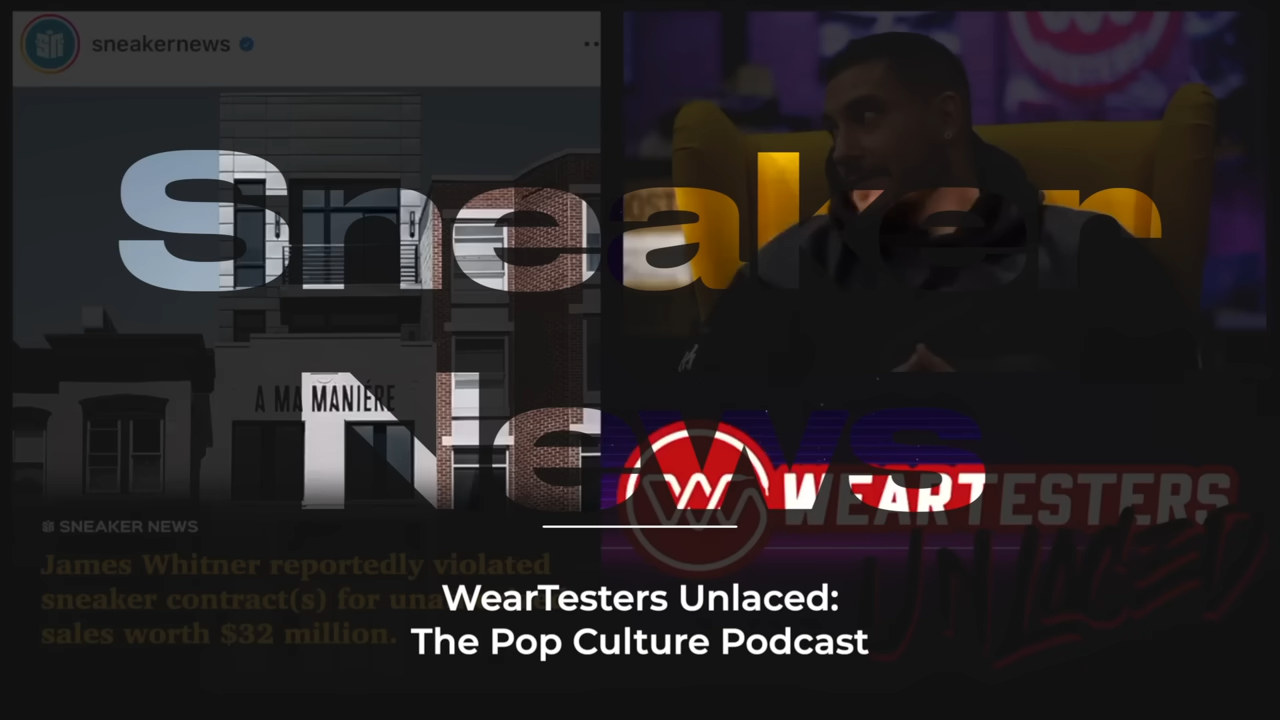 sneakernews
Sneaker
News
A MA MANIÉRE
WEARTESTERS
UNLACED
SNEAKER NEWS
James Whitner reportedly violated
sneaker contract(s) for una
sales worth $32 million.
WearTesters Unlaced:
The Pop Culture Podcast